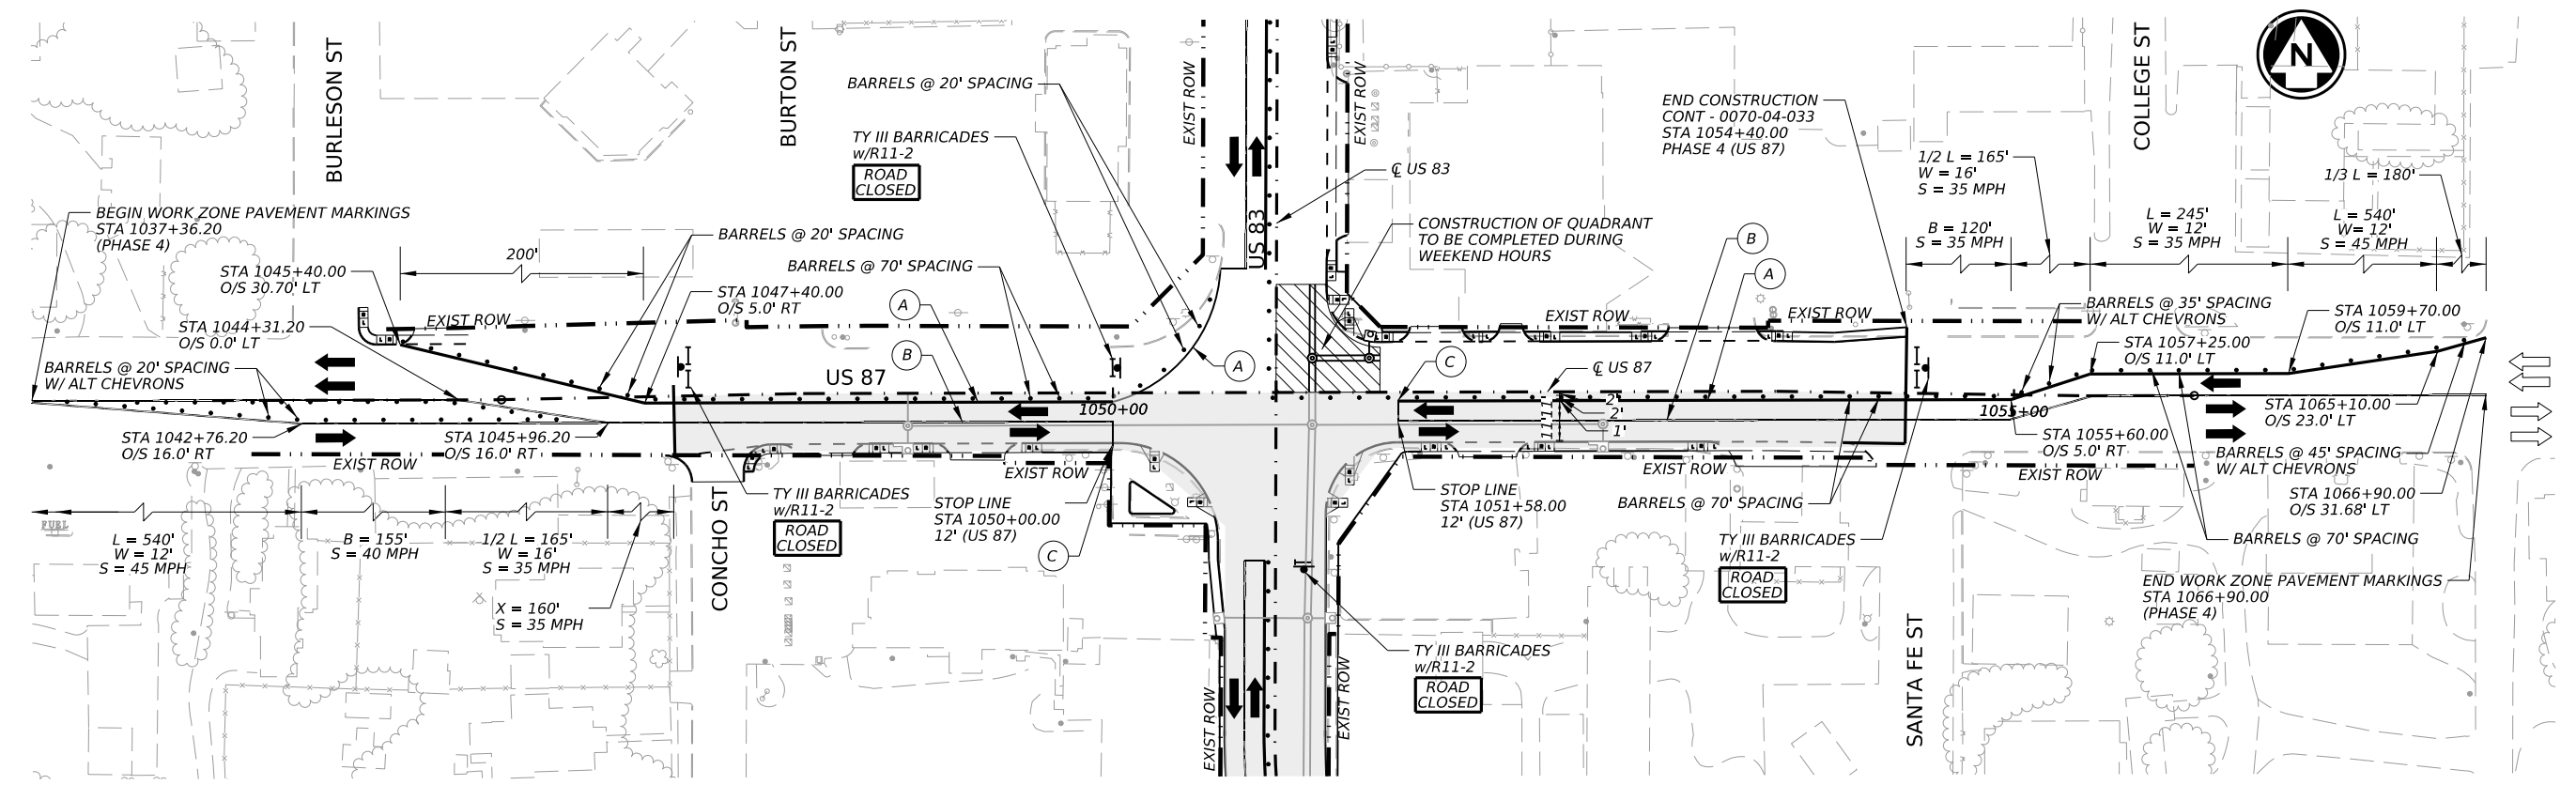 BURLESON ST
BURTON ST
COLLEGE ST
N
BARRELS @ 20' SPACING
TY III BARRICADES
w/R11-2
ROAD
CLOSED
EXIST ROW
EXIST ROW
US 83
℄ US 83
END CONSTRUCTION
CONT - 0070-04-033
STA 1054+40.00
PHASE 4 (US 87)
1/2 L = 165'
W = 16'
S = 35 MPH
1/3 L = 180'
B = 120'
S = 35 MPH
L = 245'
W = 12'
S = 35 MPH
L = 540'
W= 12'
S = 45 MPH
BEGIN WORK ZONE PAVEMENT MARKINGS
STA 1037+36.20
(PHASE 4)
200'
STA 1045+40.00
O/S 30.70' LT
STA 1044+31.20
O/S 0.0' LT
BARRELS @ 20' SPACING
W/ ALT CHEVRONS
EXIST ROW
BARRELS @ 20' SPACING
BARRELS @ 70' SPACING
STA 1047+40.00
O/S 5.0' RT
A
B
US 87
A
CONSTRUCTION OF QUADRANT
TO BE COMPLETED DURING
WEEKEND HOURS
B
A
C
EXIST ROW
EXIST ROW
℄ US 87
2'
2'
1'
11'
11'
1050+00
1055+00
BARRELS @ 35' SPACING
W/ ALT CHEVRONS
STA 1057+25.00
O/S 11.0' LT
STA 1059+70.00
O/S 11.0' LT
STA 1065+10.00
O/S 23.0' LT
STA 1055+60.00
O/S 5.0' RT
BARRELS @ 45' SPACING
W/ ALT CHEVRONS
STA 1066+90.00
O/S 31.68' LT
BARRELS @ 70' SPACING
EXIST ROW
END WORK ZONE PAVEMENT MARKINGS
STA 1066+90.00
(PHASE 4)
STA 1042+76.20
O/S 16.0' RT
STA 1045+96.20
O/S 16.0' RT
EXIST ROW
FUEL
L = 540'
W = 12'
S = 45 MPH
B = 155'
S = 40 MPH
1/2 L = 165'
W = 16'
S = 35 MPH
X = 160'
S = 35 MPH
CONCHO ST
TY III BARRICADES
w/R11-2
ROAD
CLOSED
STOP LINE
STA 1050+00.00
12' (US 87)
C
EXIST ROW
STOP LINE
STA 1051+58.00
12' (US 87)
EXIST ROW
BARRELS @ 70' SPACING
TY III BARRICADES
w/R11-2
ROAD
CLOSED
TY III BARRICADES
w/R11-2
ROAD
CLOSED
EXIST ROW
EXIST ROW
SANTA FE ST